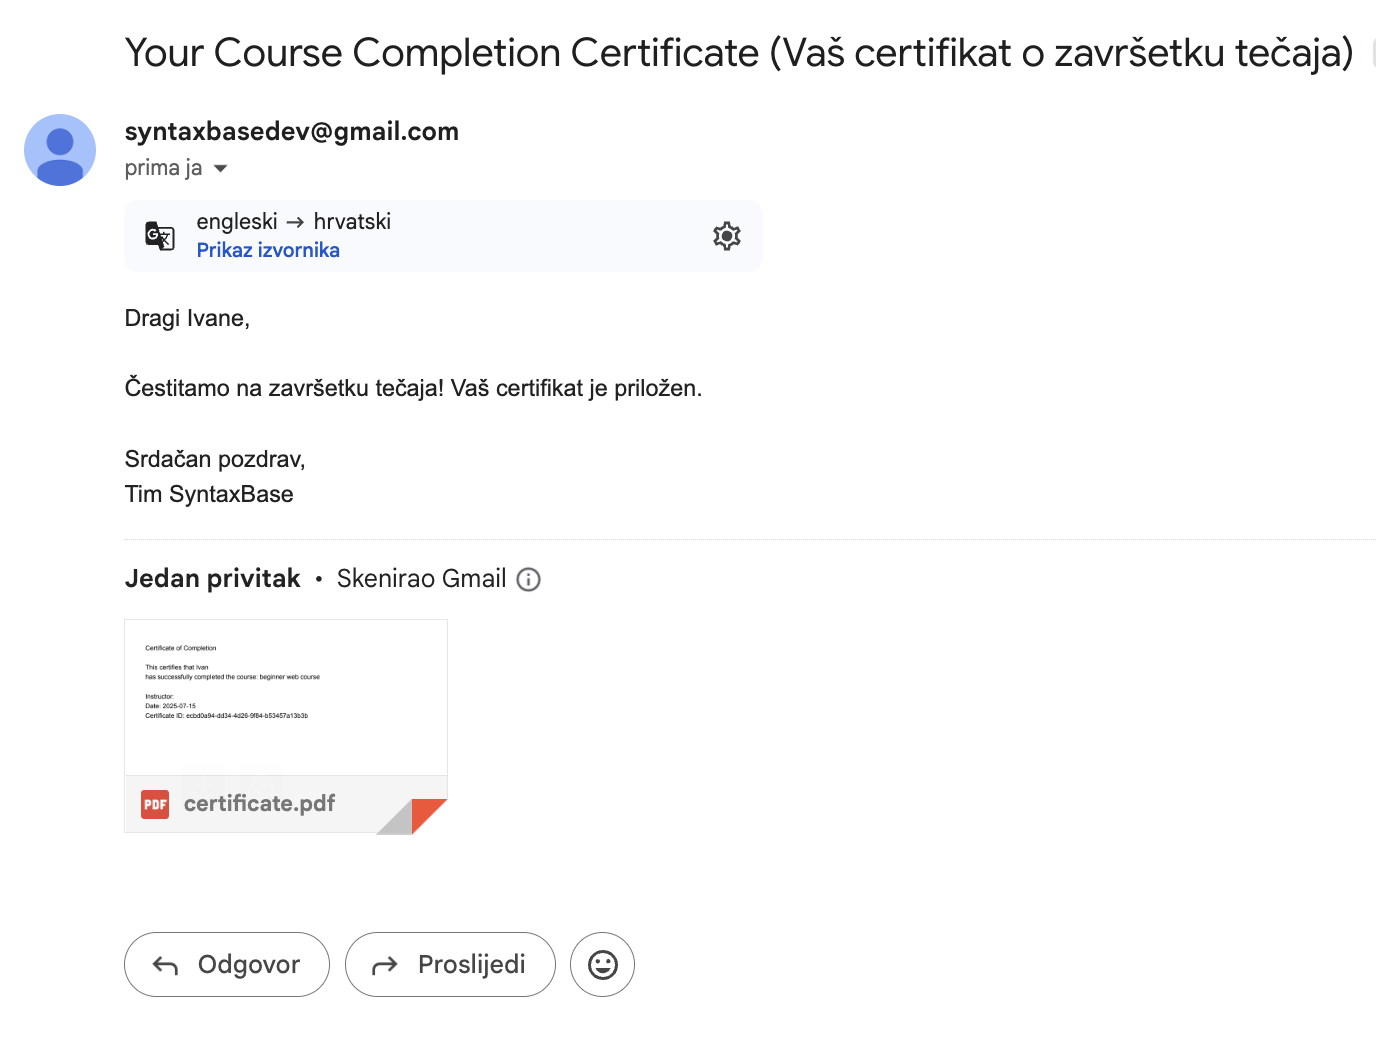 Your Course Completion Certificate (Vaš certifikat o završetku tečaja)
syntaxbasedev@gmail.com
prima ja
engleski → hrvatski
Prikaz izvornika
Dragi Ivane,
Čestitamo na završetku tečaja! Vaš certifikat je priložen.
Srdačan pozdrav,
Tim SyntaxBase
Jedan privitak • Skenirao Gmail
Certificate of Completion
This certifies that Ivan
has successfully completed the course: beginner web course
Instructor:
Date: 2025-07-15
Certificate ID: ecbd0a94-dd34-4d26-9f84-b53457a13b3b
PDF certificate.pdf
Odgovor
Proslijedi